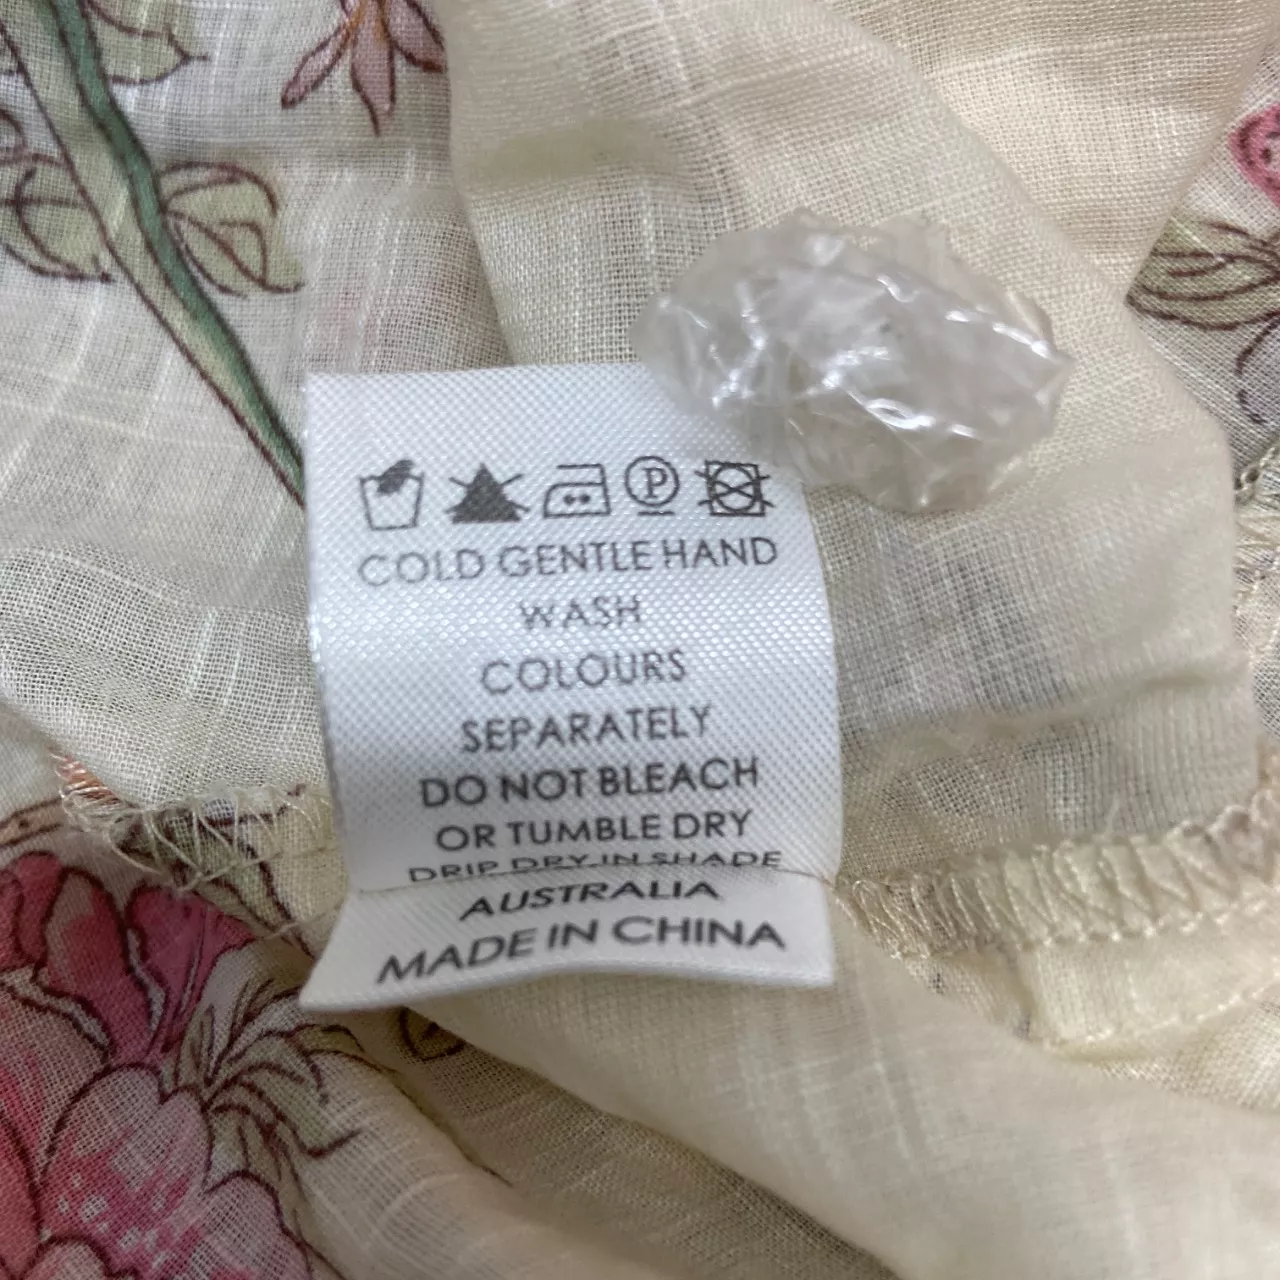 P
COLD GENTLE HAND
WASH
COLOURS
SEPARATELY
DO NOT BLEACH
OR TUMBLE DRY
DRIP DRY IN SHADE
AUSTRALIA
MADE IN CHINA